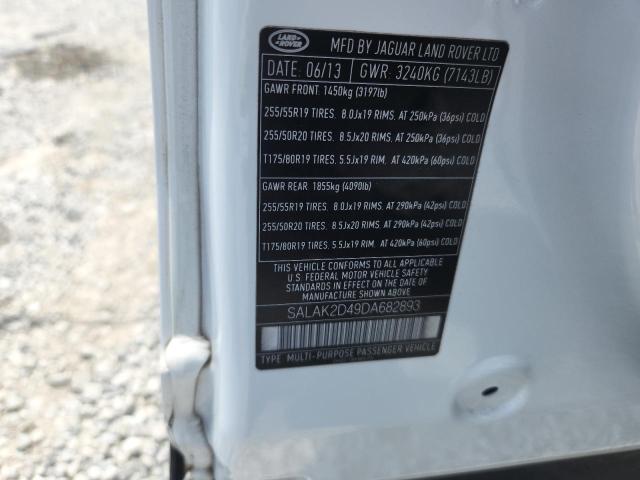 LAND ROVER
MFD BY JAGUAR LAND ROVER LTD
DATE: 06/13 GWR: 3240KG (7143LB)
GAWR FRONT: 1450kg (3197lb)
255/55R19 TIRES. 8.0Jx19 RIMS. AT 250kPa (36psi) COLD
255/50R20 TIRES. 8.5Jx20 RIMS. AT 250kPa (36psi) COLD
T175/80R19 TIRES. 5.5Jx19 RIM. AT 420kPa (60psi) COLD
GAWR REAR: 1855kg (4090lb)
255/55R19 TIRES. 8.0Jx19 RIMS. AT 290kPa (42psi) COLD
255/50R20 TIRES. 8.5Jx20 RIMS. AT 290kPa (42psi) COLD
T175/80R19 TIRES. 5.5Jx19 RIM. AT 420kPa (60psi) COLD
THIS VEHICLE CONFORMS TO ALL APPLICABLE
U.S. FEDERAL MOTOR VEHICLE SAFETY
STANDARDS IN EFFECT ON THE DATE OF
MANUFACTURE SHOWN ABOVE.
SALAK2D49DA682893
TYPE: MULTI-PURPOSE PASSENGER VEHICLE